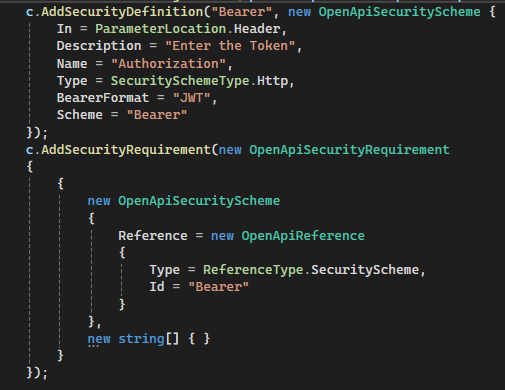 c.AddSecurityDefinition("Bearer", new OpenApiSecurityScheme {
    In = ParameterLocation.Header,
    Description = "Enter the Token",
    Name = "Authorization",
    Type = SecuritySchemeType.Http,
    BearerFormat = "JWT",
    Scheme = "Bearer"
});
c.AddSecurityRequirement(new OpenApiSecurityRequirement
{
    {
        new OpenApiSecurityScheme
        {
            Reference = new OpenApiReference
            {
                Type = ReferenceType.SecurityScheme,
                Id = "Bearer"
            }
        },
        new string[] { }
    }
});